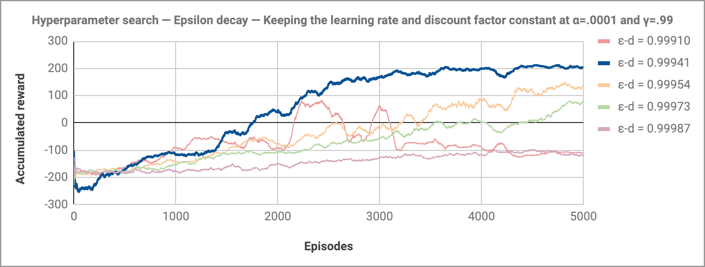 Hyperparameter search — Epsilon decay — Keeping the learning rate and discount factor constant at α=.0001 and γ=.99
300
200
100
0
-100
-200
-300
Accumulated reward
0 1000 2000 3000 4000 5000
Episodes
ε-d = 0.99910
ε-d = 0.99941
ε-d = 0.99954
ε-d = 0.99973
ε-d = 0.99987